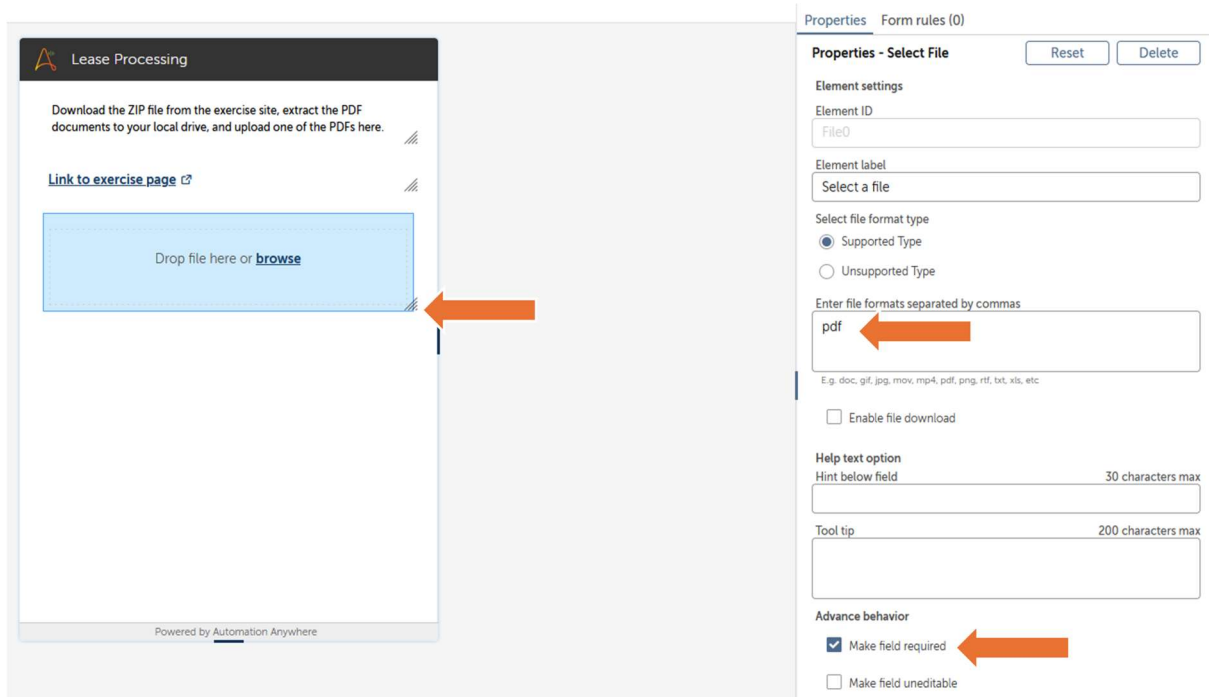 Lease Processing
Download the ZIP file from the exercise site, extract the PDF
documents to your local drive, and upload one of the PDFs here.
Link to exercise page
Drop file here or browse
Powered by Automation Anywhere
Properties Form rules (0)
Properties - Select File Reset Delete
Element settings
Element ID
File0
Element label
Select a file
Select file format type
Supported Type
Unsupported Type
Enter file formats separated by commas
pdf
E.g. doc, gif, jpg, mov, mp4, pdf, png, rtf, txt, xls, etc
Enable file download
Help text option
Hint below field 30 characters max
Tool tip 200 characters max
Advance behavior
Make field required
Make field uneditable